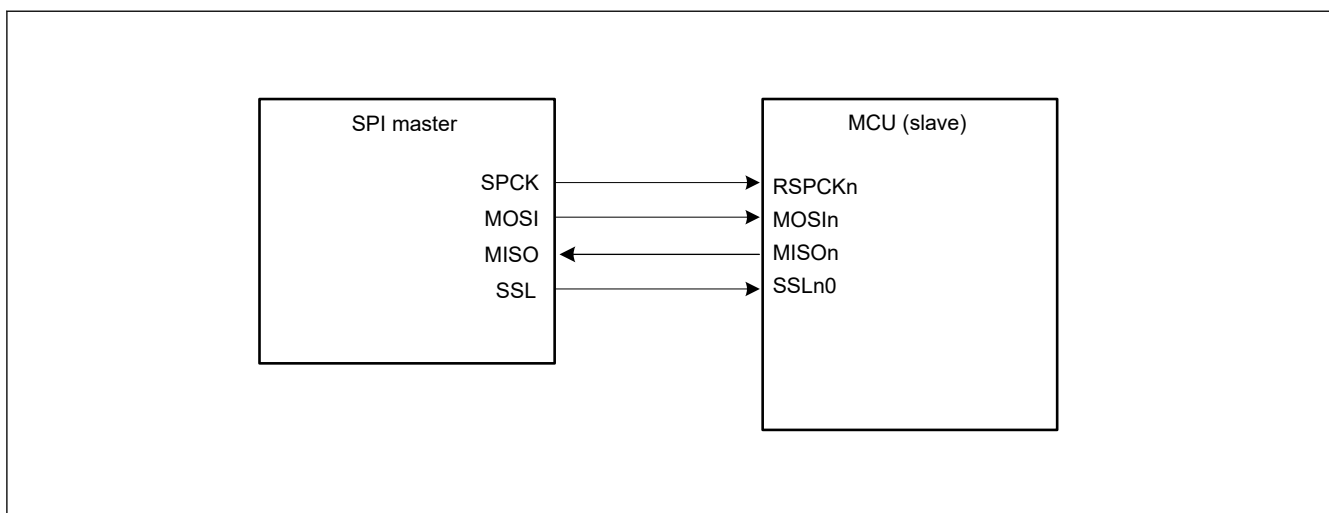 SPI master
SPCK
MOSI
MISO
SSL
MCU (slave)
RSPCKn
MOSIn
MISOn
SSLn0